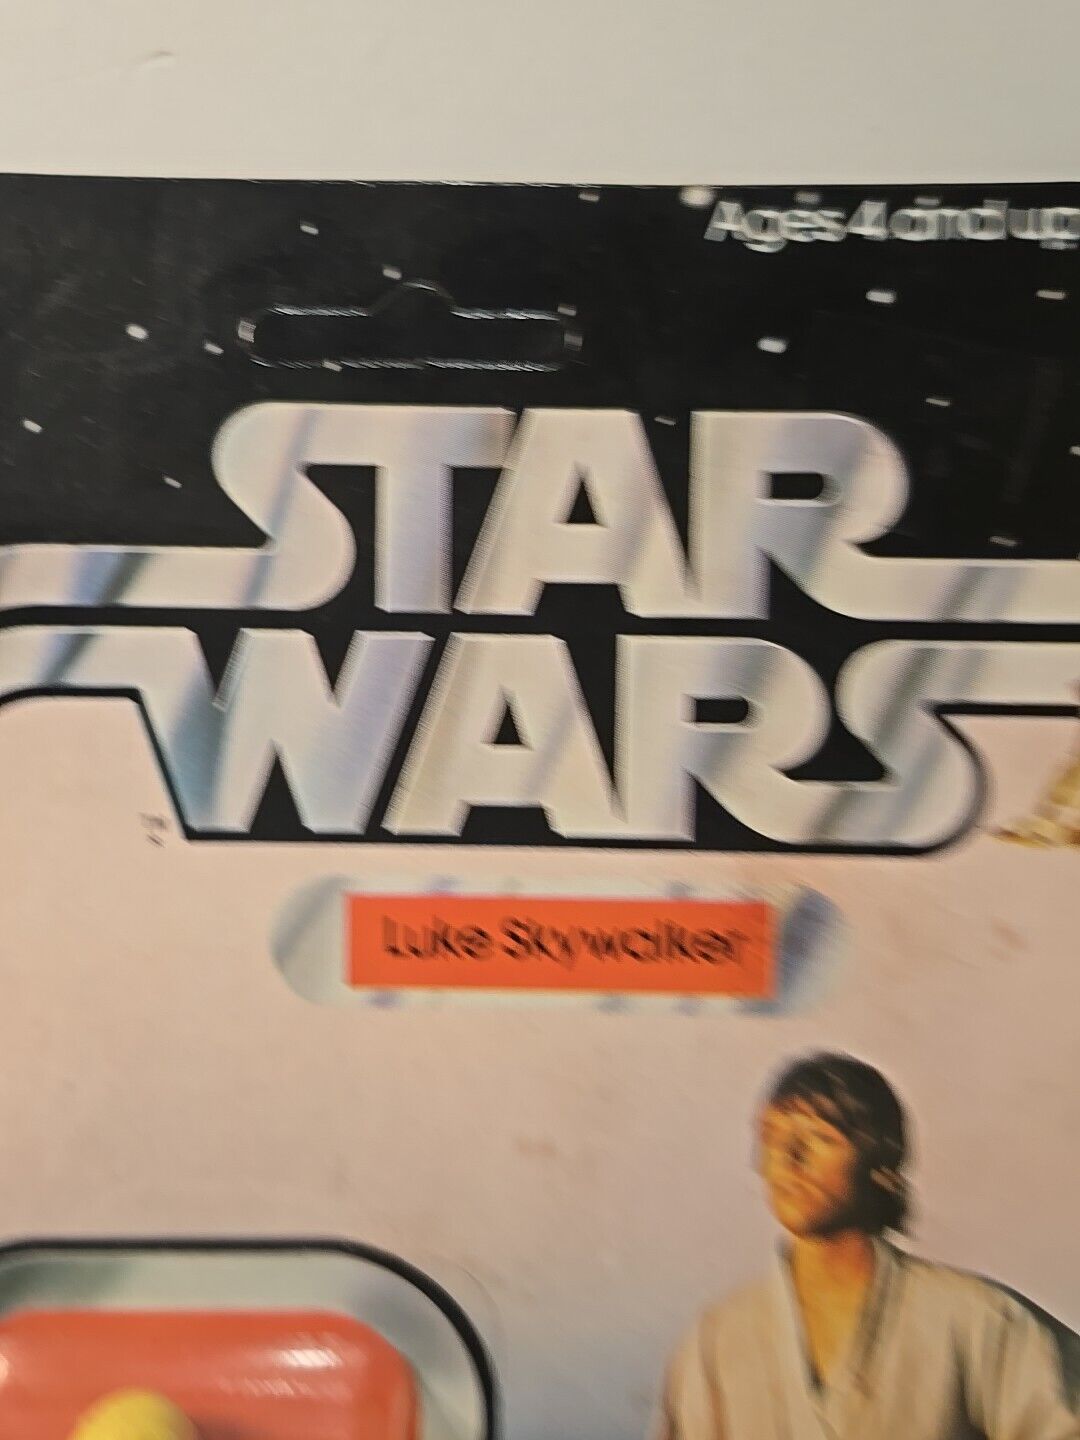 Ages 4 and up
STAR
WARS
Luke Skywalker